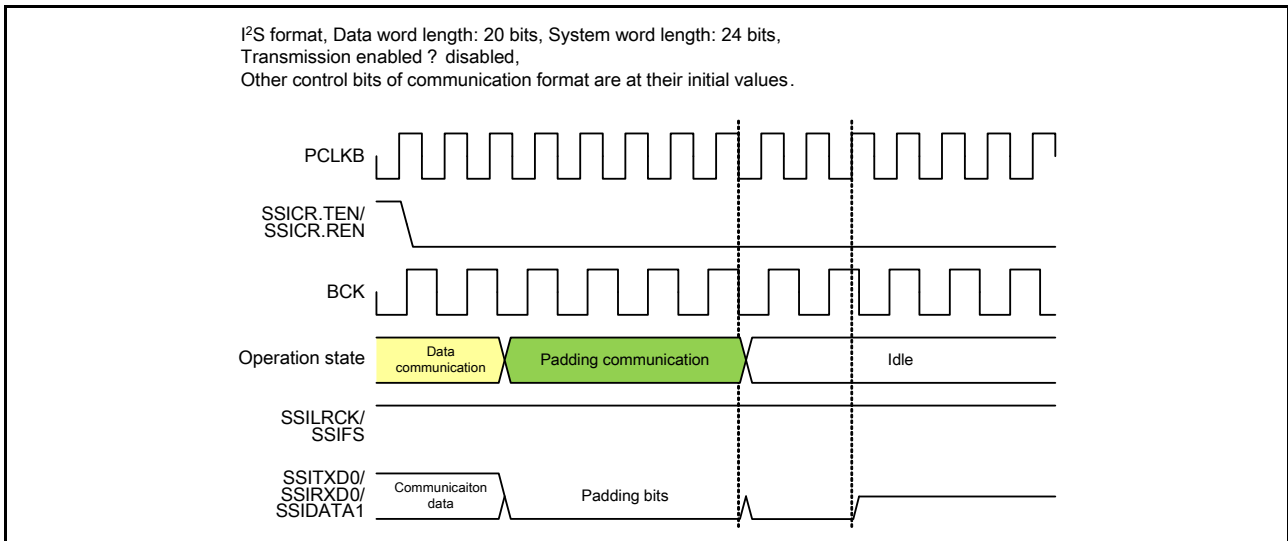 I²S format, Data word length: 20 bits, System word length: 24 bits,
Transmission enabled ? disabled,
Other control bits of communication format are at their initial values.
PCLKB
SSICR.TEN/
SSICR.REN
BCK
Operation state
Data
communication
Padding communication
Idle
SSILRCK/
SSIFS
SSITXD0/
SSIRXD0/
SSIDATA1
Communicaiton
data
Padding bits